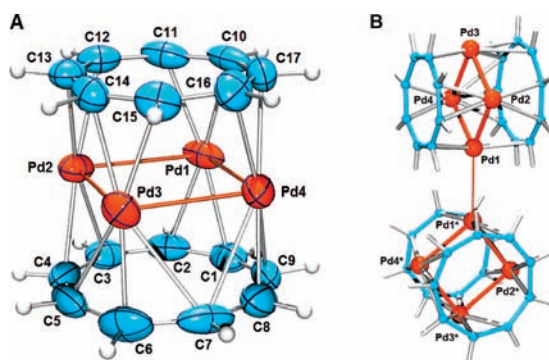 A
C12
C11
C10
C13
C14
C16
C17
C15
Pd2
Pd1
Pd3
Pd4
C4
C3
C2
C1
C9
C5
C8
C6
C7
B
Pd3
Pd4
Pd2
Pd1
Pd1*
Pd4*
Pd2*
Pd3*